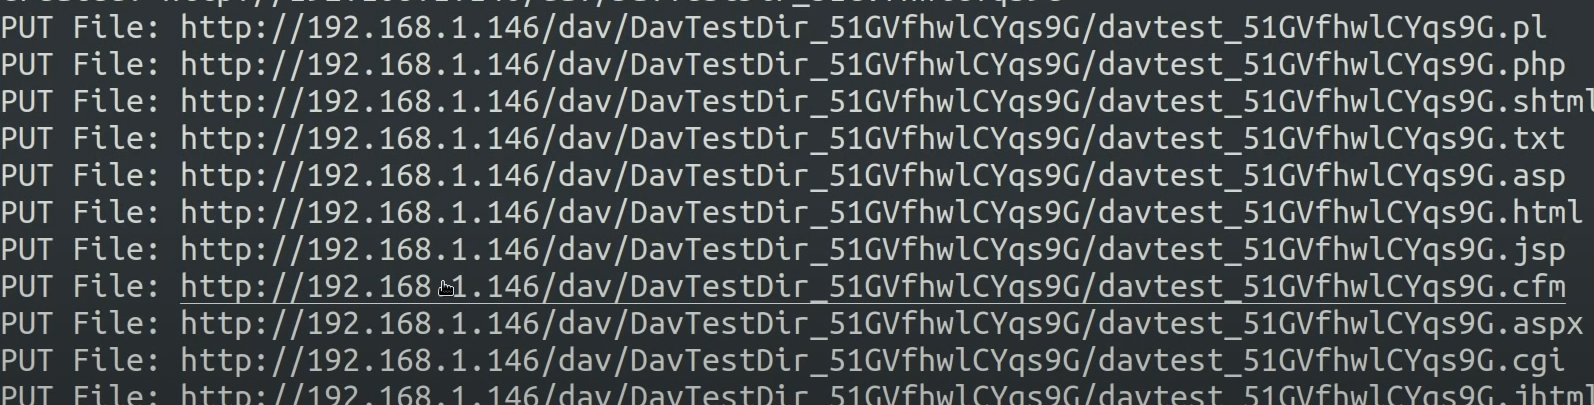 PUT File: http://192.168.1.146/dav/DavTestDir_51GVfhwlCYqs9G/davtest_51GVfhwlCYqs9G.pl
PUT File: http://192.168.1.146/dav/DavTestDir_51GVfhwlCYqs9G/davtest_51GVfhwlCYqs9G.php
PUT File: http://192.168.1.146/dav/DavTestDir_51GVfhwlCYqs9G/davtest_51GVfhwlCYqs9G.shtml
PUT File: http://192.168.1.146/dav/DavTestDir_51GVfhwlCYqs9G/davtest_51GVfhwlCYqs9G.txt
PUT File: http://192.168.1.146/dav/DavTestDir_51GVfhwlCYqs9G/davtest_51GVfhwlCYqs9G.asp
PUT File: http://192.168.1.146/dav/DavTestDir_51GVfhwlCYqs9G/davtest_51GVfhwlCYqs9G.html
PUT File: http://192.168.1.146/dav/DavTestDir_51GVfhwlCYqs9G/davtest_51GVfhwlCYqs9G.jsp
PUT File: http://192.168.1.146/dav/DavTestDir_51GVfhwlCYqs9G/davtest_51GVfhwlCYqs9G.cfm
PUT File: http://192.168.1.146/dav/DavTestDir_51GVfhwlCYqs9G/davtest_51GVfhwlCYqs9G.aspx
PUT File: http://192.168.1.146/dav/DavTestDir_51GVfhwlCYqs9G/davtest_51GVfhwlCYqs9G.cgi
PUT File: http://192.168.1.146/dav/DavTestDir_51GVfhwlCYqs9G/davtest_51GVfhwlCYqs9G.jhtml